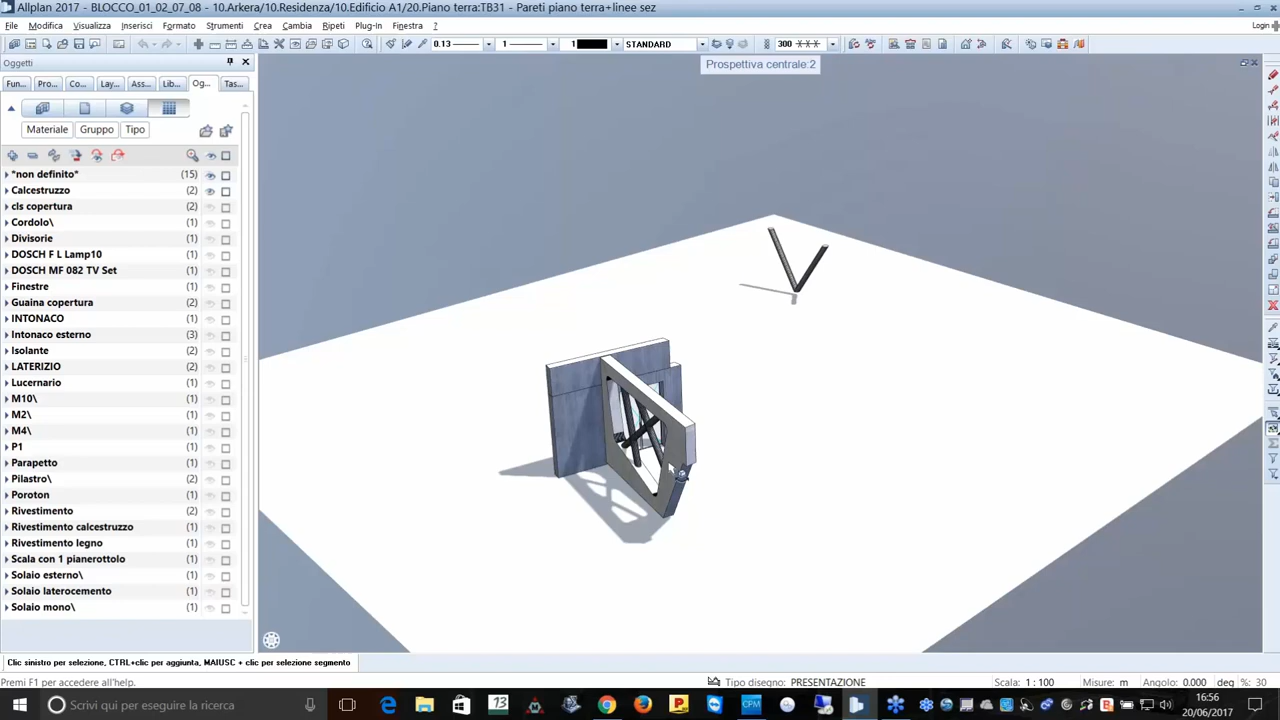 Allplan 2017 - BLOCCO_01_02_07_08 - 10.Arkera/10.Residenza/10.Edificio A1/20.Piano terra:TB31 - Pareti piano terra+linee sez
File Modifica Visualizza Inserisci Formato Strumenti Crea Cambia Ripeti Plug-In Finestra ? Login
0.13 1 1 STANDARD 300
Oggetti
Prospettiva centrale:2
Fun... Pro... Co... Lay... Ass... Lib... Og... Tas...
Materiale Gruppo Tipo
*non definito* (15)
Calcestruzzo (2)
cls copertura (2)
Cordolo\ (1)
Divisorie (1)
DOSCH F L Lamp10 (1)
DOSCH MF 082 TV Set (1)
Finestre (1)
Guaina copertura (1)
INTONACO (1)
Intonaco esterno (3)
Isolante (1)
LATERIZIO (1)
Lucernario (1)
M10\ (1)
M2\ (1)
M4\ (1)
P1 (1)
Parapetto (1)
Pilastro\ (2)
Poroton (1)
Rivestimento (2)
Rivestimento calcestruzzo (1)
Rivestimento legno (1)
Scala con 1 pianerottolo (1)
Solaio esterno\ (1)
Solaio laterocemento (1)
Solaio mono\ (1)
Clic sinistro per selezione, CTRL+clic per aggiunta, MAIUSC + clic per selezione segmento
Premi F1 per accedere all'help. Tipo disegno: PRESENTAZIONE Scala: 1 : 100 Misure: m Angolo: 0.000 deg %: 30
Scrivi qui per eseguire la ricerca 16:56
20/06/2017